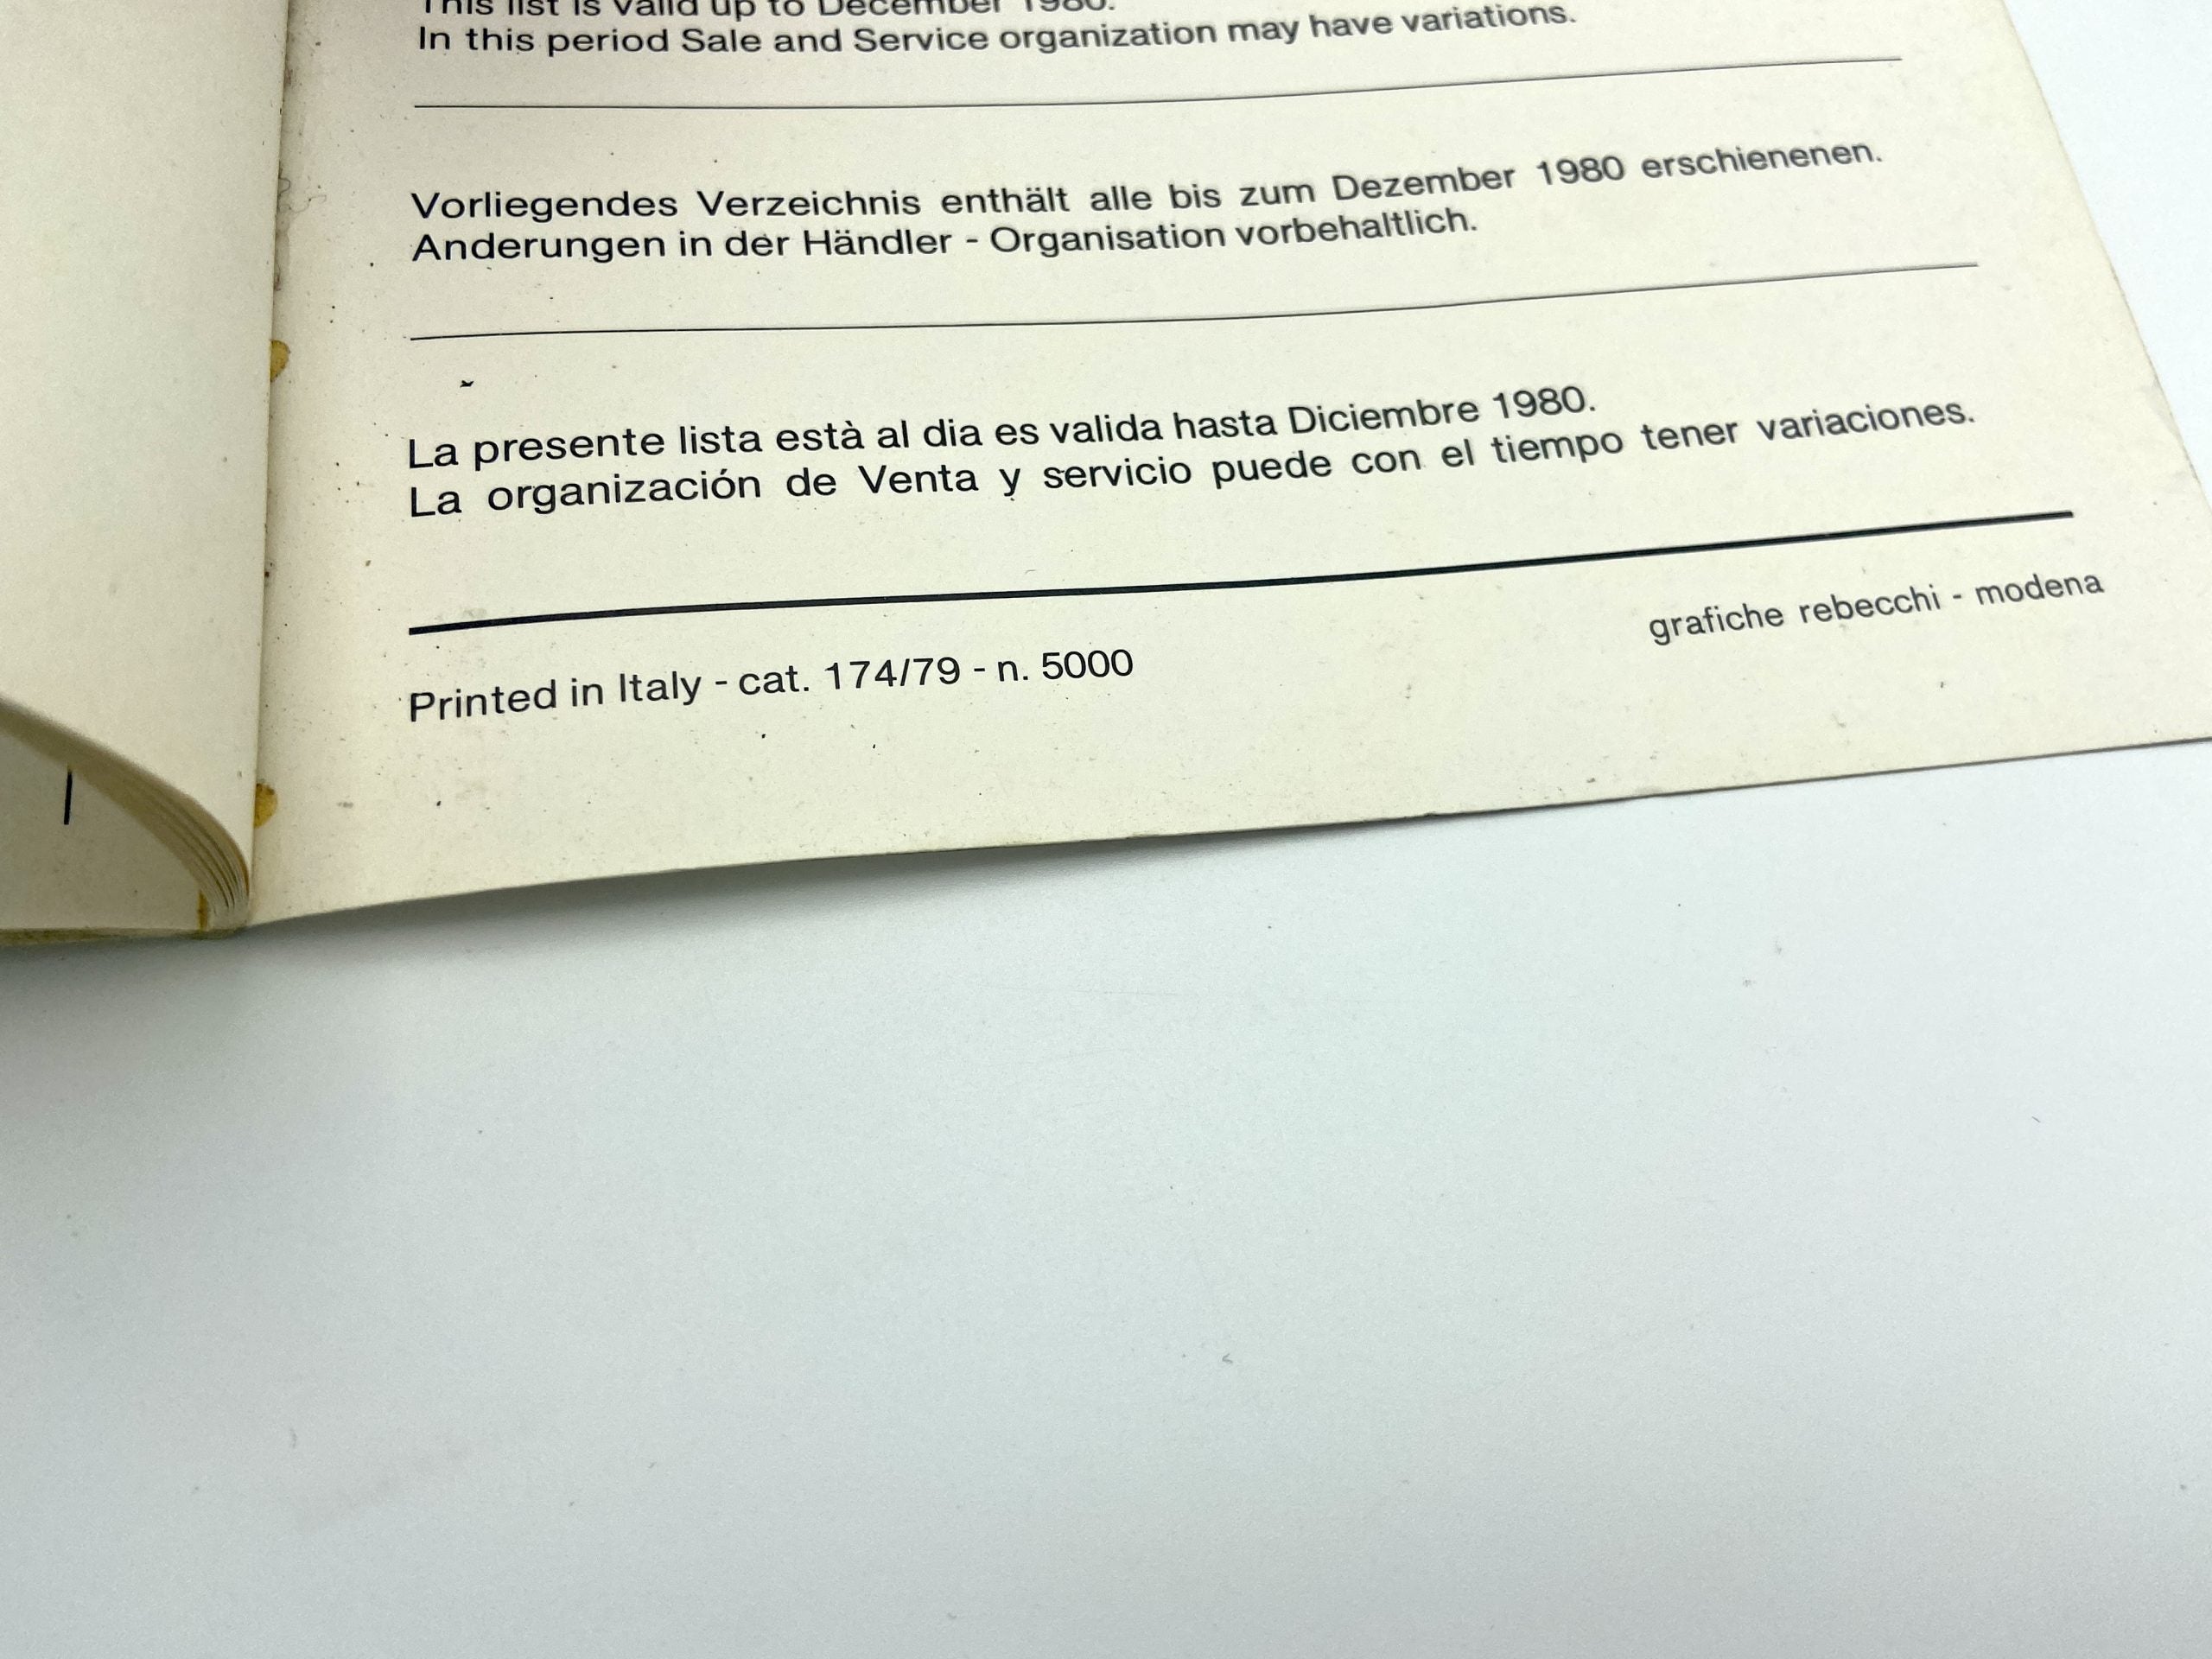 This list is valid up to December 1980.
In this period Sale and Service organization may have variations.
Vorliegendes Verzeichnis enthält alle bis zum Dezember 1980 erschienenen.
Anderungen in der Händler - Organisation vorbehaltlich.
La presente lista està al dia es valida hasta Diciembre 1980.
La organización de Venta y servicio puede con el tiempo tener variaciones.
grafiche rebecchi - modena
Printed in Italy - cat. 174/79 - n. 5000